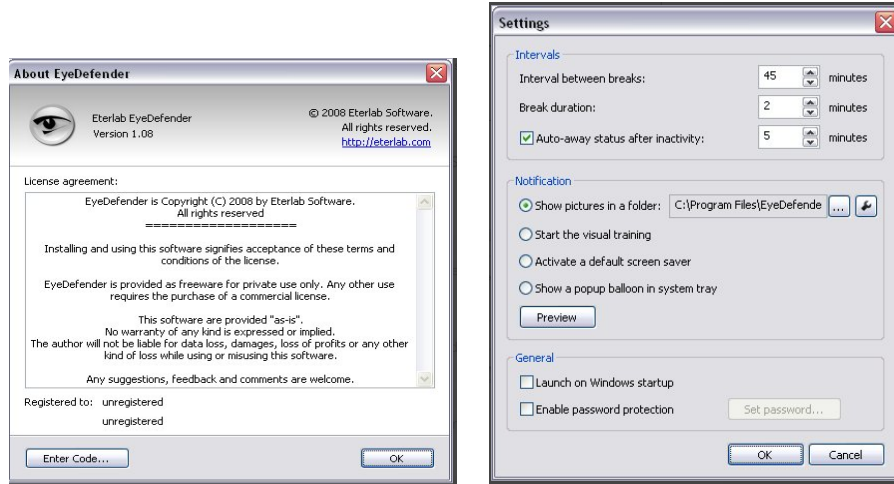 About EyeDefender
Eterlab EyeDefender
Version 1.08
© 2008 Eterlab Software.
All rights reserved.
http://eterlab.com
License agreement:
EyeDefender is Copyright (C) 2008 by Eterlab Software.
All rights reserved
====================
Installing and using this software signifies acceptance of these terms and
conditions of the license.
EyeDefender is provided as freeware for private use only. Any other use
requires the purchase of a commercial license.
This software are provided "as-is".
No warranty of any kind is expressed or implied.
The author will not be liable for data loss, damages, loss of profits or any other
kind of loss while using or misusing this software.
Any suggestions, feedback and comments are welcome.
Registered to: unregistered
unregistered
Enter Code...
OK
Settings
Intervals
Interval between breaks: 45 minutes
Break duration: 2 minutes
Auto-away status after inactivity: 5 minutes
Notification
Show pictures in a folder: C:\Program Files\EyeDefende ...
Start the visual training
Activate a default screen saver
Show a popup balloon in system tray
Preview
General
Launch on Windows startup
Enable password protection Set password...
OK Cancel